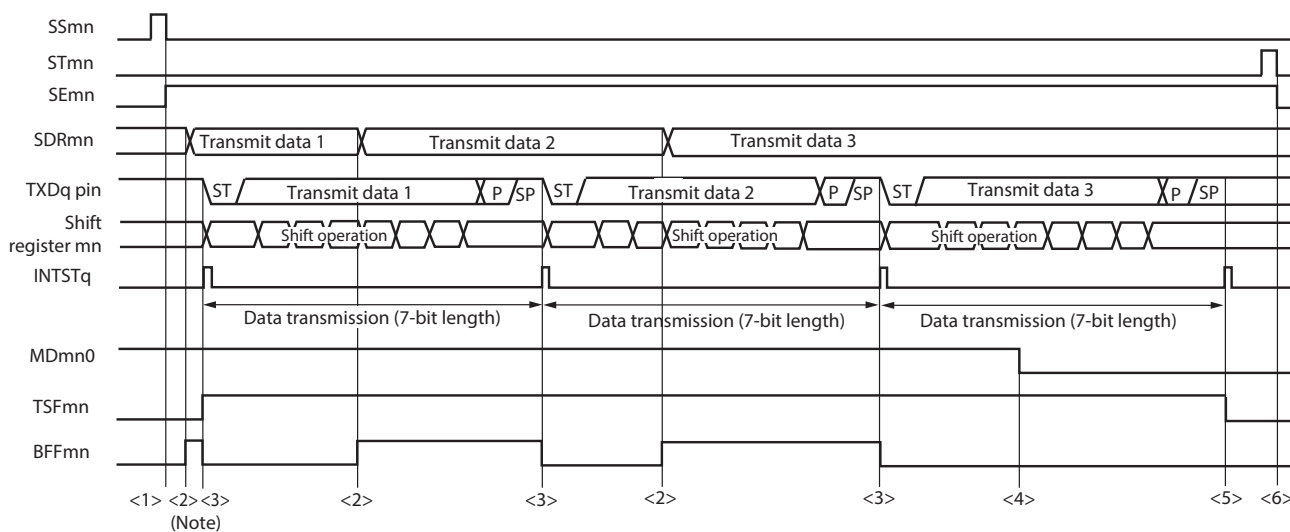 SSmn
STmn
SEmn
SDRmn
Transmit data 1
Transmit data 2
Transmit data 3
TXDq pin
ST
Transmit data 1
P
SP
ST
Transmit data 2
P
SP
ST
Transmit data 3
P
SP
Shift
register mn
Shift operation
Shift operation
Shift operation
INTSTq
Data transmission (7-bit length)
Data transmission (7-bit length)
Data transmission (7-bit length)
MDmn0
TSFmn
BFFmn
<1>
<2>
<3>
<2>
<3>
<2>
<3>
<4>
<5>
<6>
(Note)